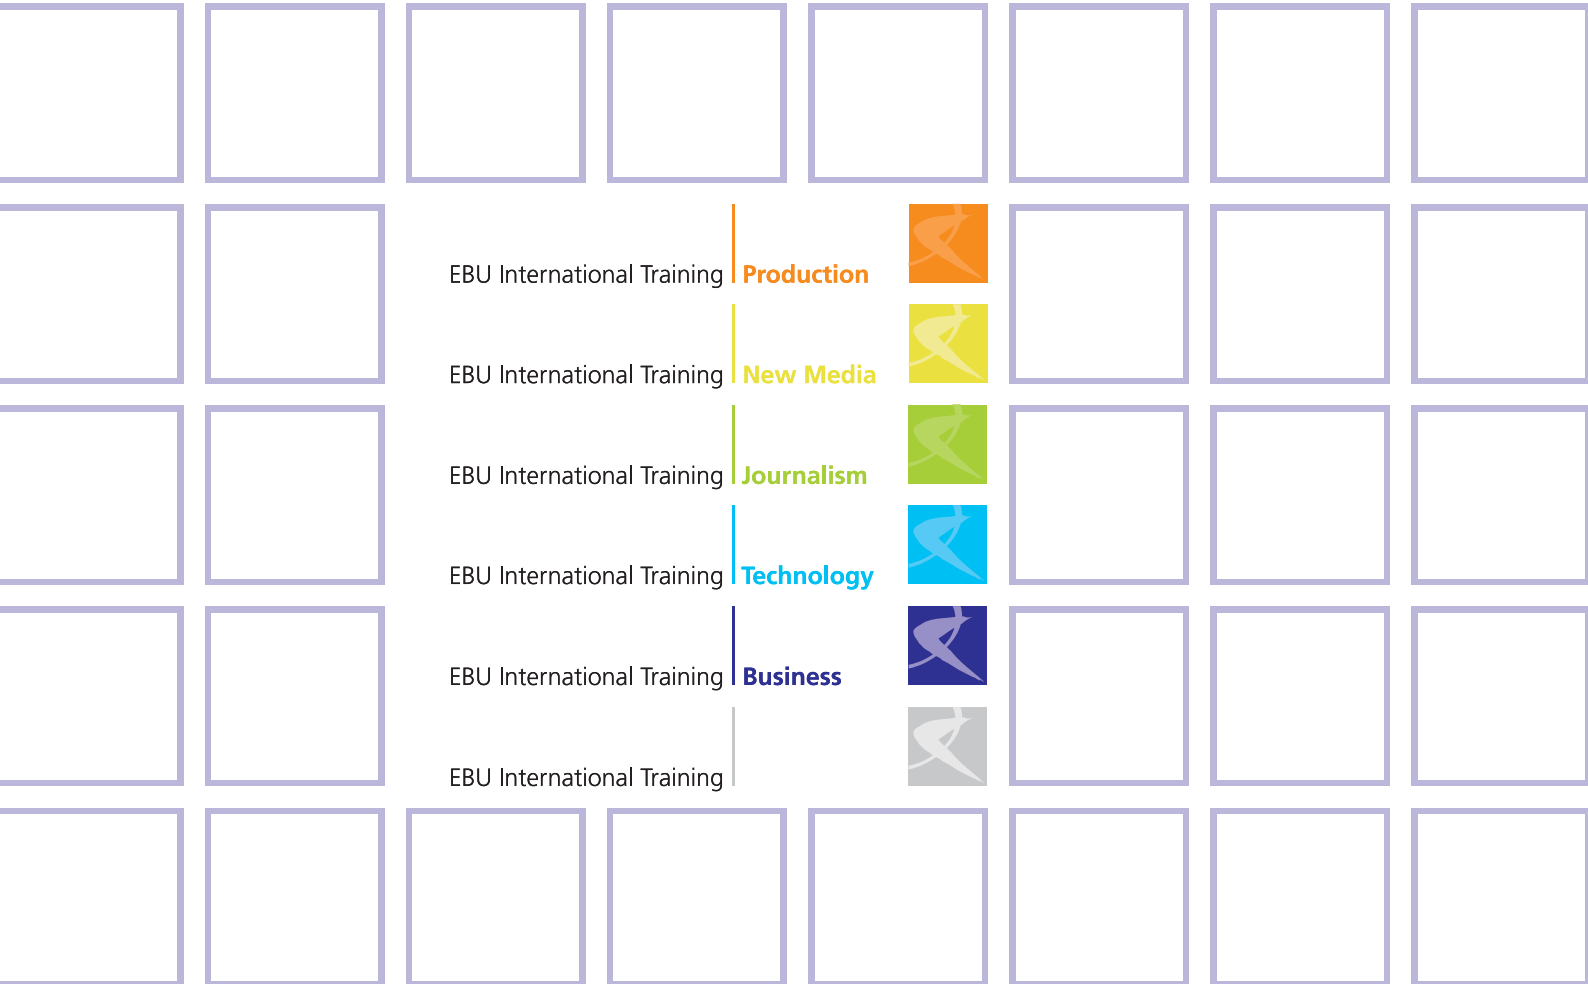 EBU International Training Production
EBU International Training New Media
EBU International Training Journalism
EBU International Training Technology
EBU International Training Business
EBU International Training